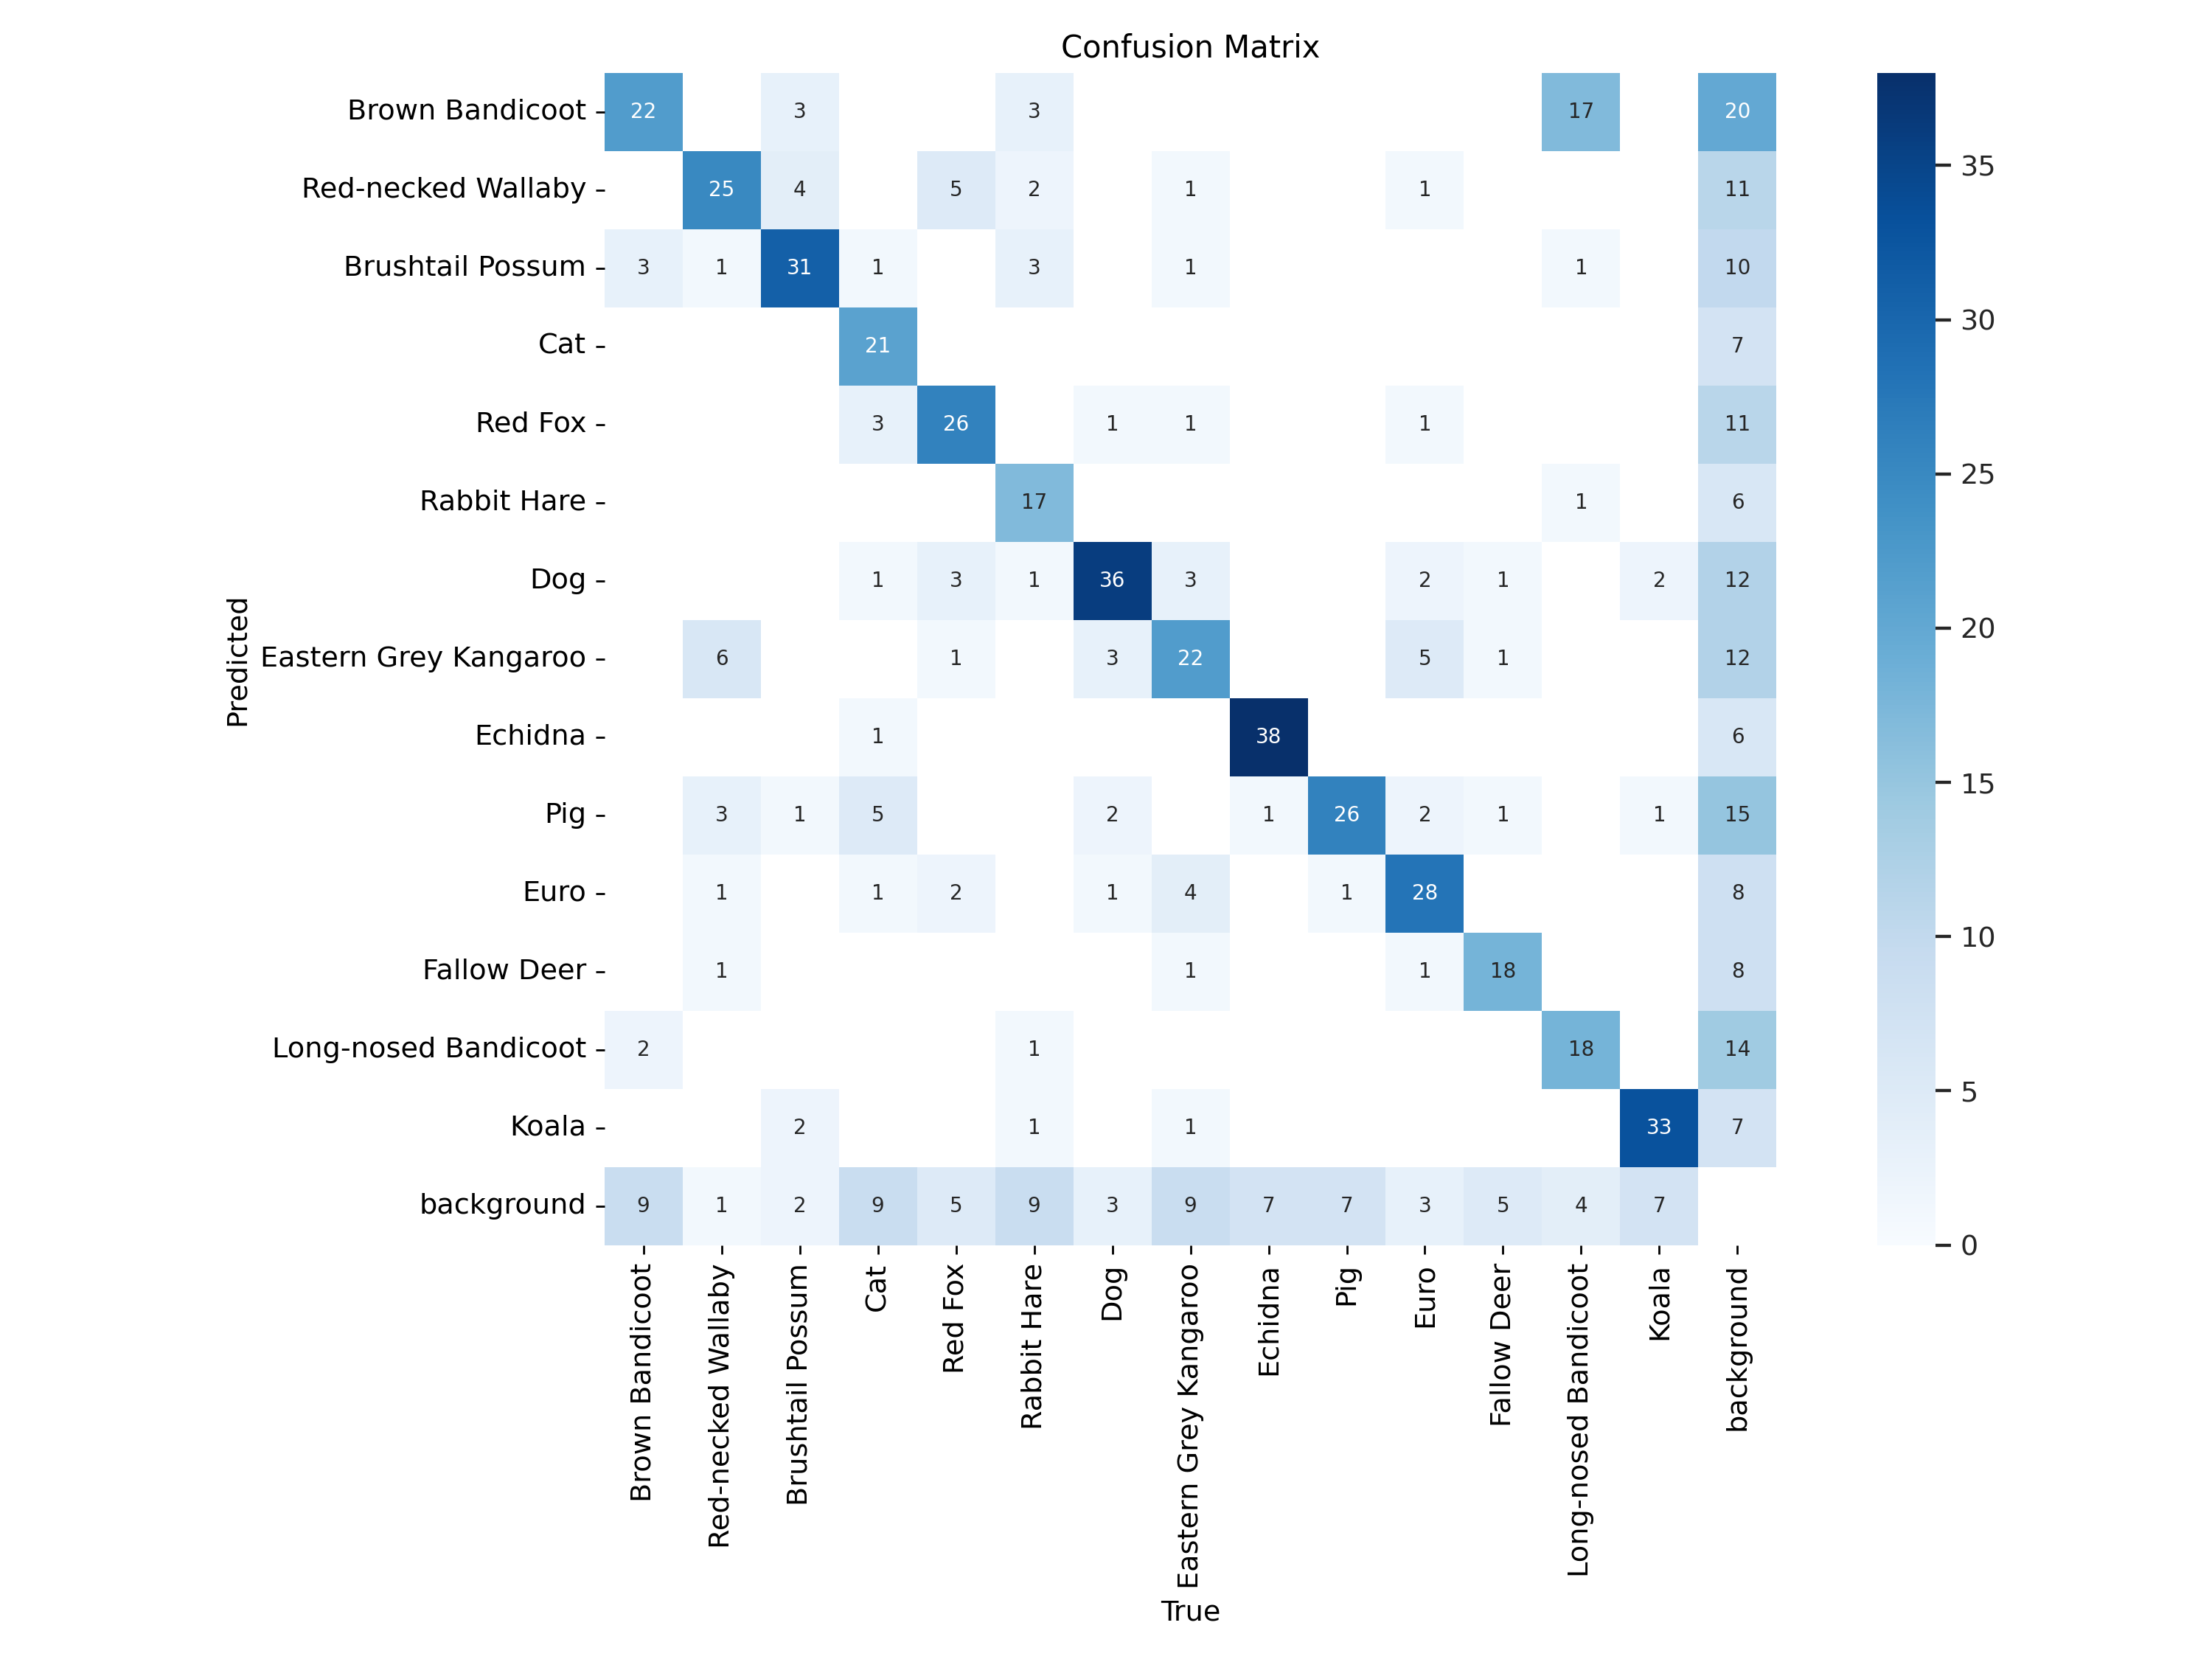 Confusion Matrix
Brown Bandicoot 22 3 3 17 20
Red-necked Wallaby 25 4 5 2 1 1 11
Brushtail Possum 3 1 31 1 3 1 1 10
Cat 21 7
Red Fox 3 26 1 1 1 11
Rabbit Hare 17 1 6
Dog 1 3 1 36 3 2 1 2 12
Eastern Grey Kangaroo 6 1 3 22 5 1 12
Echidna 1 38 6
Pig 3 1 5 2 1 26 2 1 1 15
Euro 1 1 2 1 4 1 28 8
Fallow Deer 1 1 1 18 8
Long-nosed Bandicoot 2 1 18 14
Koala 2 1 1 33 7
background 9 1 2 9 5 9 3 9 7 7 3 5 4 7
Predicted
Brown Bandicoot
Red-necked Wallaby
Brushtail Possum
Cat
Red Fox
Rabbit Hare
Dog
Eastern Grey Kangaroo
Echidna
Pig
Euro
Fallow Deer
Long-nosed Bandicoot
Koala
background
True
35
30
25
20
15
10
5
0